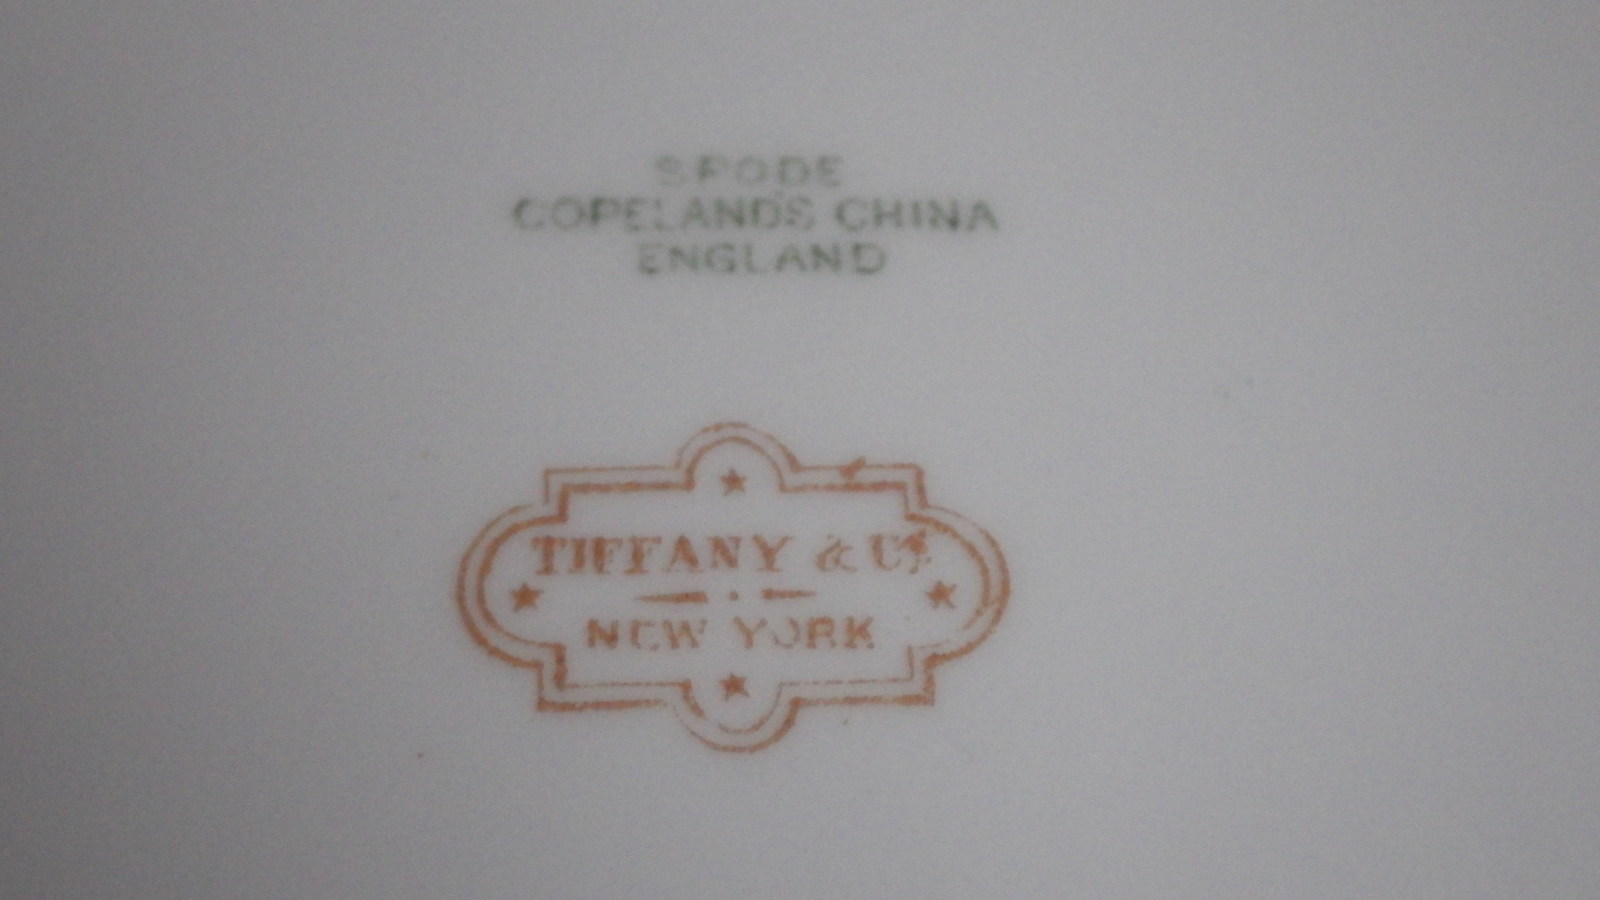 SPODE
COPELAND'S CHINA
ENGLAND
TIFFANY & Co.
NEW YORK